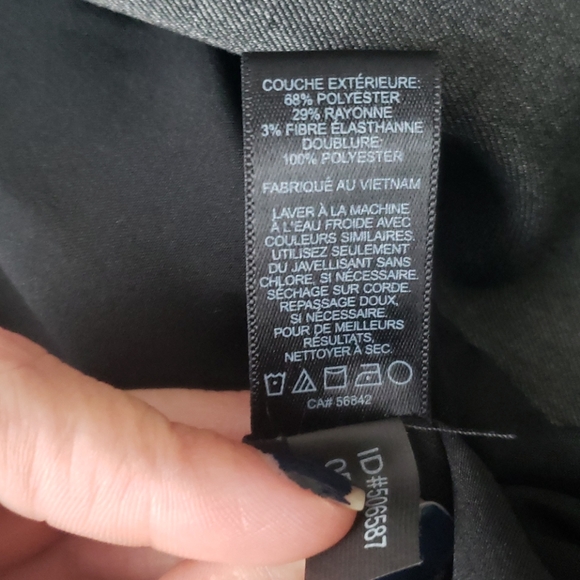 COUCHE EXTÉRIEURE:
68% POLYESTER
29% RAYONNE
3% FIBRE ÉLASTHANNE
DOUBLURE:
100% POLYESTER
FABRIQUÉ AU VIETNAM
LAVER À LA MACHINE
À L'EAU FROIDE AVEC
COULEURS SIMILAIRES.
UTILISEZ SEULEMENT
DU JAVELLISANT SANS
CHLORE, SI NÉCESSAIRE.
SÉCHAGE SUR CORDE.
REPASSAGE DOUX,
SI NÉCESSAIRE.
POUR DE MEILLEURS
RÉSULTATS,
NETTOYER À SEC.
CA# 56842
ID#506587